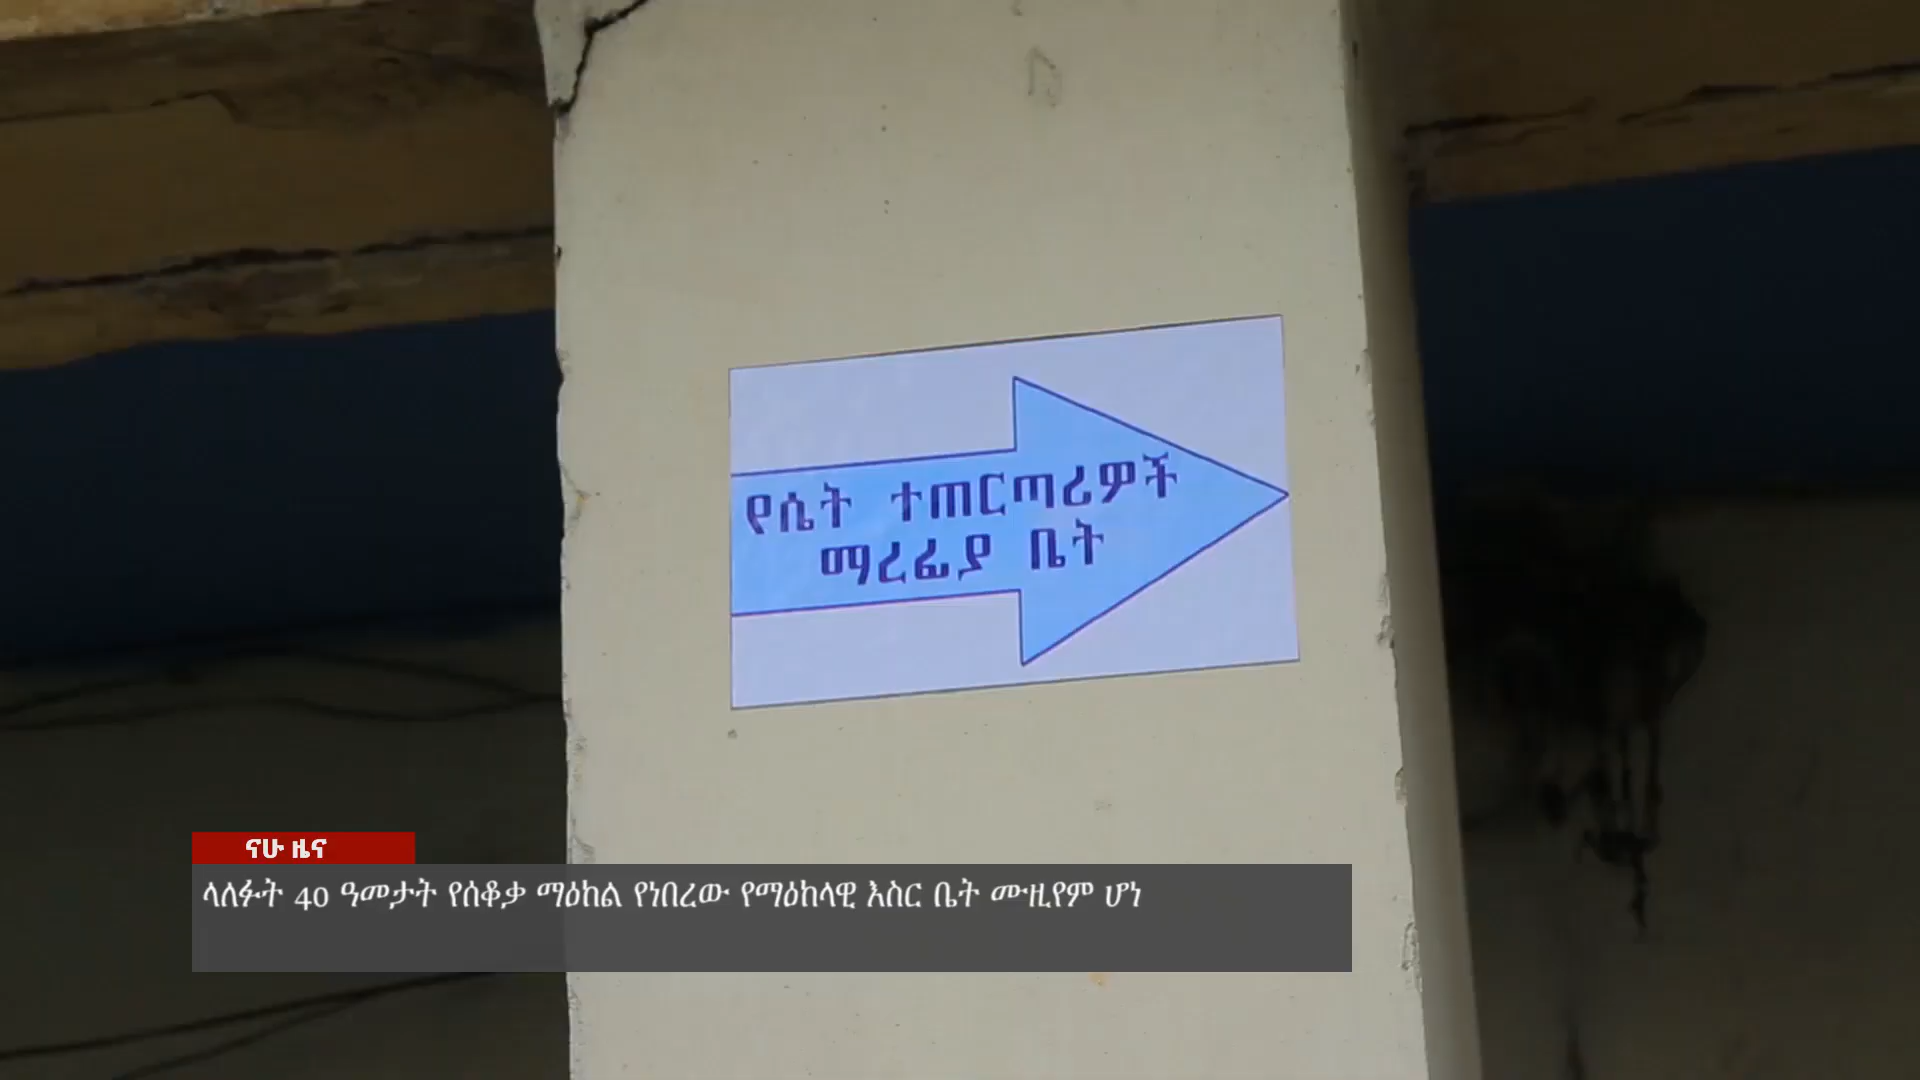 የሴት ተጠርጣሪዎች
ማረፊያ ቤት
ናሁ ዜና
ላለፉት 40 ዓመታት የሰቆቃ ማዕከል የነበረው የማዕከላዊ እስር ቤት ሙዚየም ሆነ